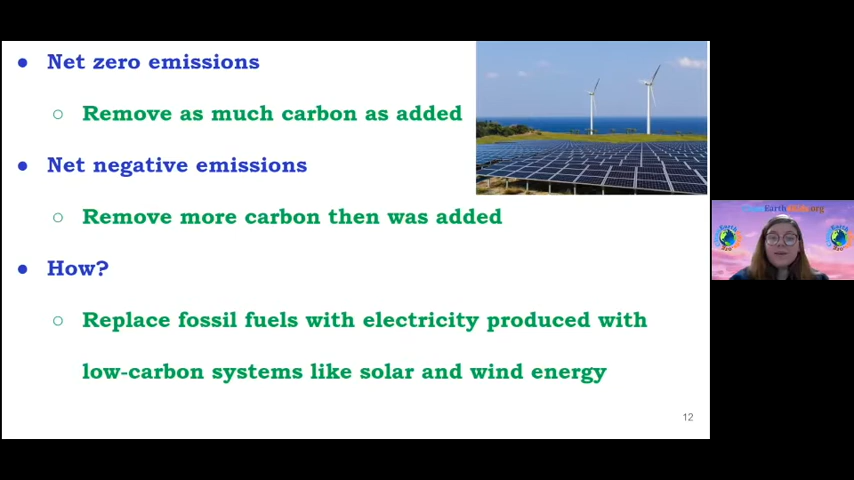 ● Net zero emissions
○ Remove as much carbon as added
● Net negative emissions
○ Remove more carbon then was added
● How?
○ Replace fossil fuels with electricity produced with
low-carbon systems like solar and wind energy
12